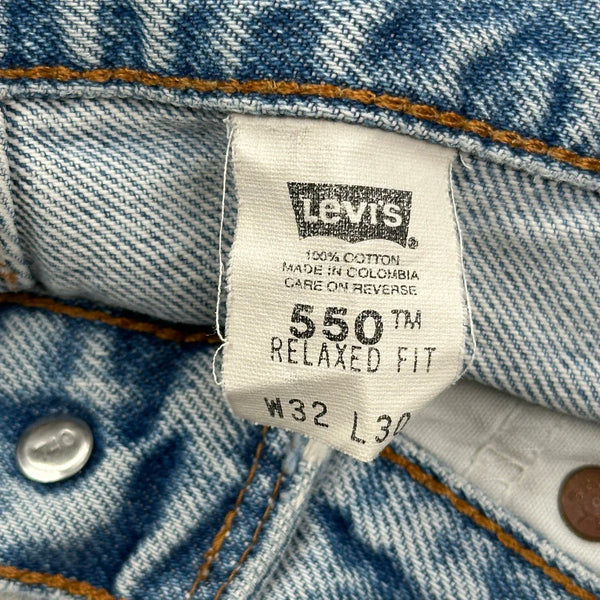 Levi's ®
100% COTTON
MADE IN COLOMBIA
CARE ON REVERSE
550™
RELAXED FIT
W32 L30